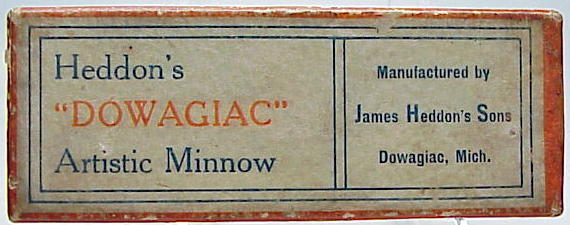 Heddon's
"DOWAGIAC"
Artistic Minnow
Manufactured by
James Heddon's Sons
Dowagiac, Mich.